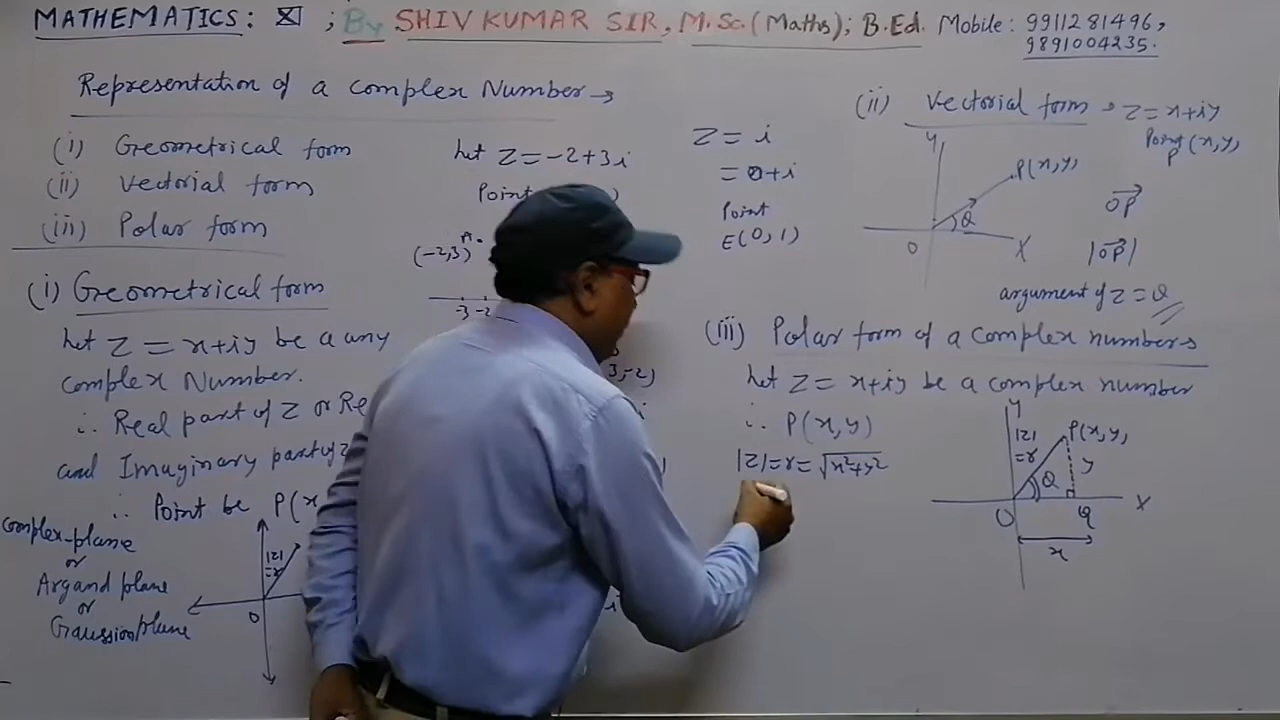 MATHEMATICS: XI ; By SHIV KUMAR SIR, M.Sc.(Maths); B.Ed. Mobile: 9911281496,
9891004235.
Representation of a complex Number →
(i) Geometrical form
(ii) Vectorial form
(iii) Polar form
(i) Geometrical form
Let Z = x+iy be a any
complex Number.
∴ Real part of Z or Re
and Imaginary part of Z
∴ Point be P(x
complex-plane
or
Argand plane
or
Gaussion plane
|Z|
=r
O
Let Z = -2+3i
Point
(-2,3)
-3 -2
3,-2)
Z = i
= 0+i
Point
E(0,1)
(ii) Vectorial form → Z = x+iy
Point (x,y)
P
Y
P(x,y)
θ
O
X
OP
|OP|
argument of Z = θ
(iii) Polar form of a complex numbers
Let Z = x+iy be a complex number
∴ P(x,y)
|Z|=r=√x²+y²
Y
|Z|
=r
P(x,y)
y
θ
O
Q
X
x